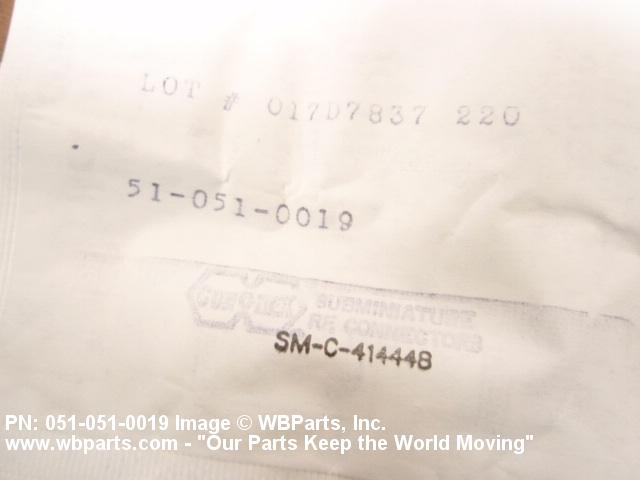 LOT # 017D7837 220
51-051-0019
SUBMINIATURE
RF CONNECTORS
SM-C-414448
PN: 051-051-0019 Image © WBParts, Inc.
www.wbparts.com - "Our Parts Keep the World Moving"